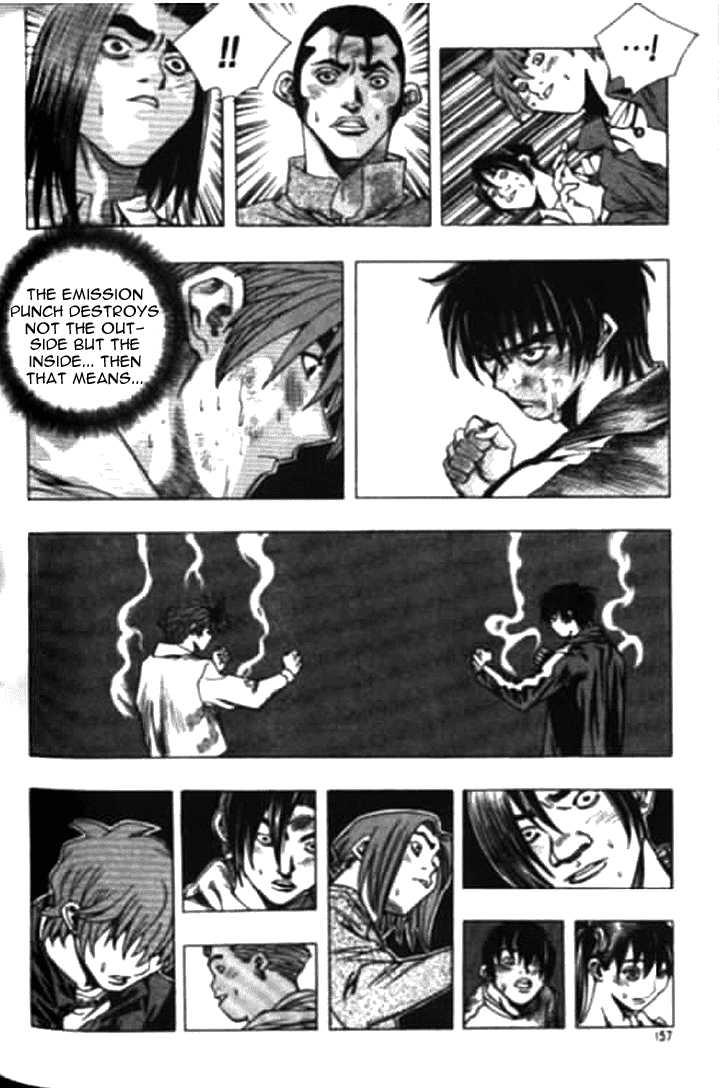 !!
...!
THE EMISSION
PUNCH DESTROYS
NOT THE OUT-
SIDE BUT THE
INSIDE... THEN
THAT MEANS...
157